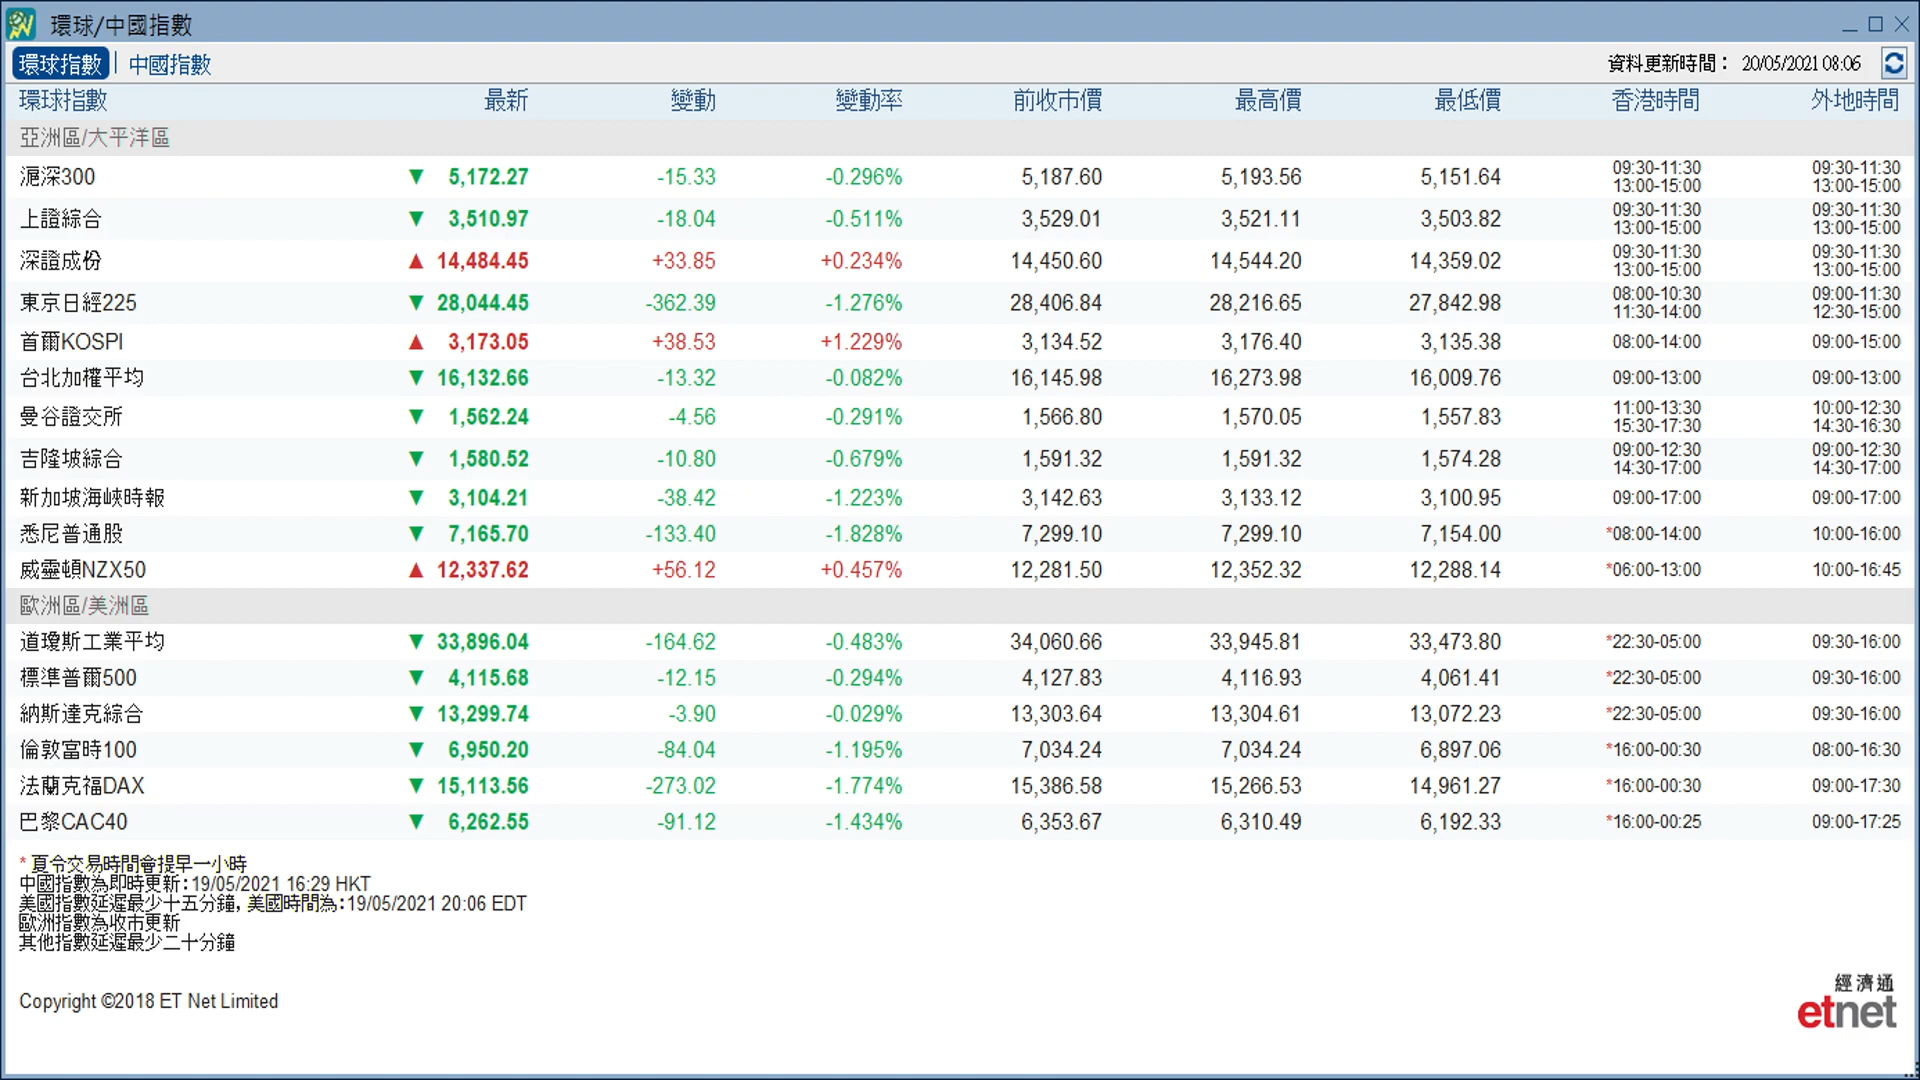 環球/中國指數
環球指數 | 中國指數 資料更新時間： 20/05/2021 08:06
環球指數 最新 變動 變動率 前收市價 最高價 最低價 香港時間 外地時間
亞洲區/大平洋區
滬深300 ▼ 5,172.27 -15.33 -0.296% 5,187.60 5,193.56 5,151.64 09:30-11:30 13:00-15:00 09:30-11:30 13:00-15:00
上證綜合 ▼ 3,510.97 -18.04 -0.511% 3,529.01 3,521.11 3,503.82 09:30-11:30 13:00-15:00 09:30-11:30 13:00-15:00
深證成份 ▲ 14,484.45 +33.85 +0.234% 14,450.60 14,544.20 14,359.02 09:30-11:30 13:00-15:00 09:30-11:30 13:00-15:00
東京日經225 ▼ 28,044.45 -362.39 -1.276% 28,406.84 28,216.65 27,842.98 08:00-10:30 11:30-14:00 09:00-11:30 12:30-15:00
首爾KOSPI ▲ 3,173.05 +38.53 +1.229% 3,134.52 3,176.40 3,135.38 08:00-14:00 09:00-15:00
台北加權平均 ▼ 16,132.66 -13.32 -0.082% 16,145.98 16,273.98 16,009.76 09:00-13:00 09:00-13:00
曼谷證交所 ▼ 1,562.24 -4.56 -0.291% 1,566.80 1,570.05 1,557.83 11:00-13:30 15:30-17:30 10:00-12:30 14:30-16:30
吉隆坡綜合 ▼ 1,580.52 -10.80 -0.679% 1,591.32 1,591.32 1,574.28 09:00-12:30 14:30-17:00 09:00-12:30 14:30-17:00
新加坡海峽時報 ▼ 3,104.21 -38.42 -1.223% 3,142.63 3,133.12 3,100.95 09:00-17:00 09:00-17:00
悉尼普通股 ▼ 7,165.70 -133.40 -1.828% 7,299.10 7,299.10 7,154.00 *08:00-14:00 10:00-16:00
威靈頓NZX50 ▲ 12,337.62 +56.12 +0.457% 12,281.50 12,352.32 12,288.14 *06:00-13:00 10:00-16:45
歐洲區/美洲區
道瓊斯工業平均 ▼ 33,896.04 -164.62 -0.483% 34,060.66 33,945.81 33,473.80 *22:30-05:00 09:30-16:00
標準普爾500 ▼ 4,115.68 -12.15 -0.294% 4,127.83 4,116.93 4,061.41 *22:30-05:00 09:30-16:00
納斯達克綜合 ▼ 13,299.74 -3.90 -0.029% 13,303.64 13,304.61 13,072.23 *22:30-05:00 09:30-16:00
倫敦富時100 ▼ 6,950.20 -84.04 -1.195% 7,034.24 7,034.24 6,897.06 *16:00-00:30 08:00-16:30
法蘭克福DAX ▼ 15,113.56 -273.02 -1.774% 15,386.58 15,266.53 14,961.27 *16:00-00:30 09:00-17:30
巴黎CAC40 ▼ 6,262.55 -91.12 -1.434% 6,353.67 6,310.49 6,192.33 *16:00-00:25 09:00-17:25
* 夏令交易時間會提早一小時
中國指數為即時更新：19/05/2021 16:29 HKT
美國指數延遲最少十五分鐘，美國時間為：19/05/2021 20:06 EDT
歐洲指數為收市更新
其他指數延遲最少二十分鐘
Copyright ©2018 ET Net Limited
經濟通
etnet